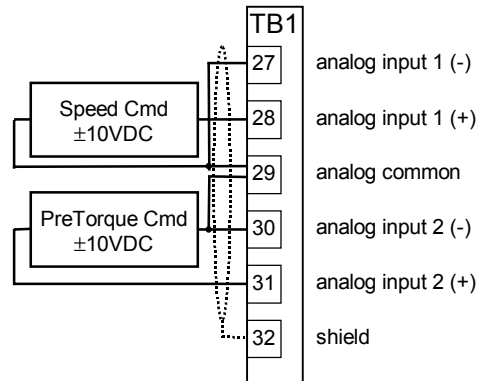 TB1
27 analog input 1 (-)
Speed Cmd
±10VDC
28 analog input 1 (+)
29 analog common
PreTorque Cmd
±10VDC
30 analog input 2 (-)
31 analog input 2 (+)
32 shield